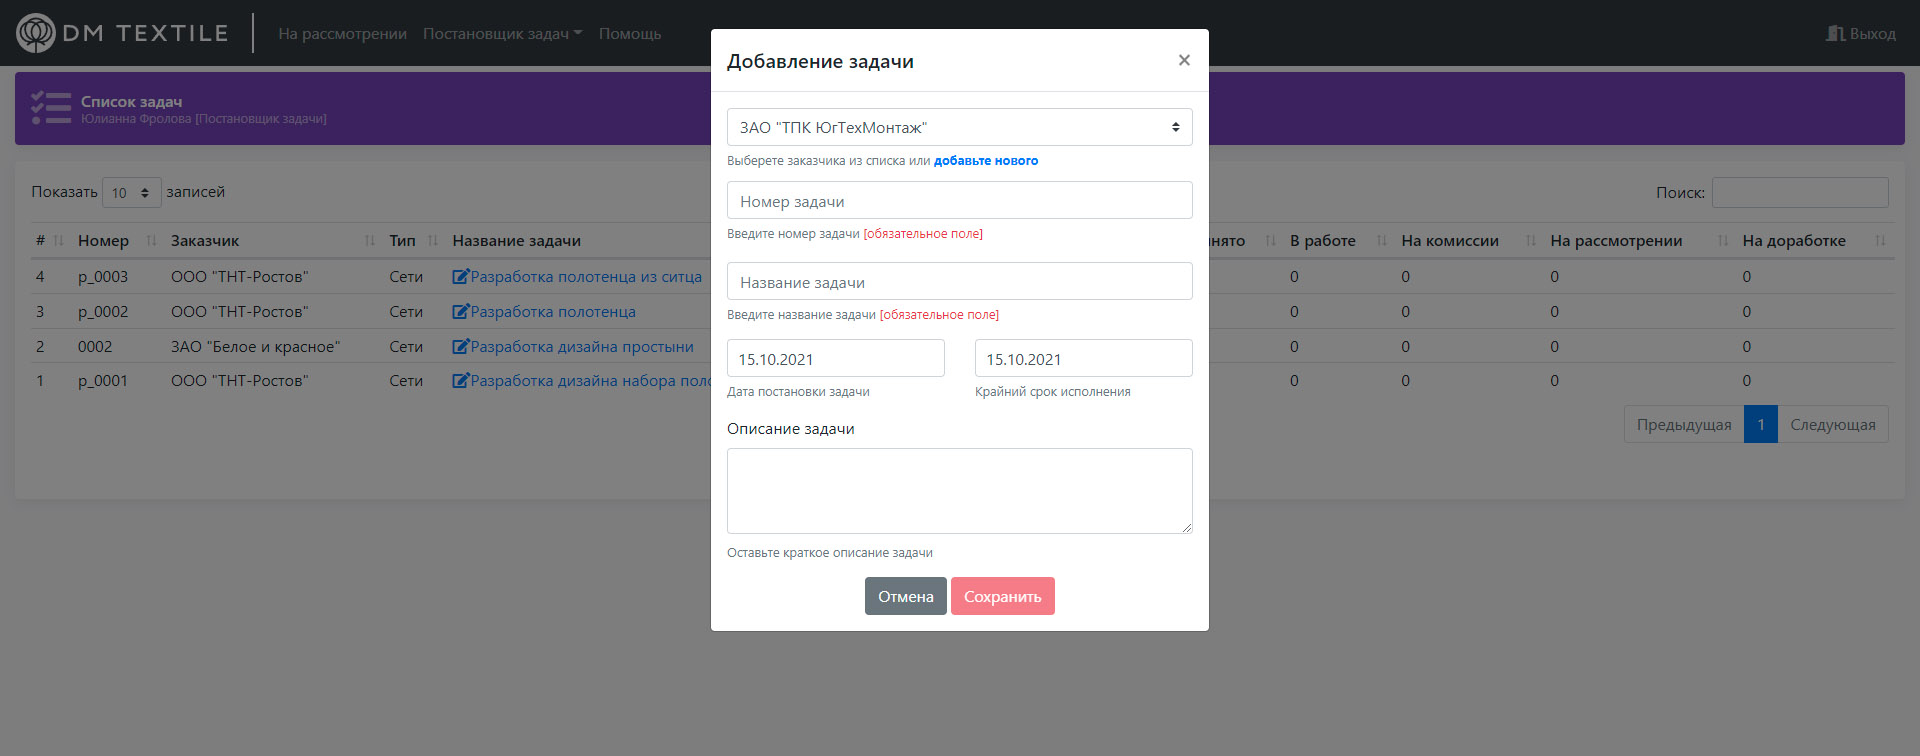 DM TEXTILE
На рассмотрении Постановщик задач Помощь
Выход
Список задач
Юлианна Фролова [Постановщик задачи]
Показать 10 записей
Поиск:
# Номер Заказчик Тип Название задачи В работе На комиссии На рассмотрении На доработке
4 p_0003 ООО "ТНТ-Ростов" Сети Разработка полотенца из ситца 0 0 0 0
3 p_0002 ООО "ТНТ-Ростов" Сети Разработка полотенца 0 0 0 0
2 0002 ЗАО "Белое и красное" Сети Разработка дизайна простыни 0 0 0 0
1 p_0001 ООО "ТНТ-Ростов" Сети Разработка дизайна набора 0 0 0 0
Предыдущая 1 Следующая
Добавление задачи ×
ЗАО "ТПК ЮгТехМонтаж"
Выберете заказчика из списка или добавьте нового
Номер задачи
Введите номер задачи [обязательное поле]
Название задачи
Введите название задачи [обязательное поле]
15.10.2021 15.10.2021
Дата постановки задачи Крайний срок исполнения
Описание задачи
Оставьте краткое описание задачи
Отмена Сохранить